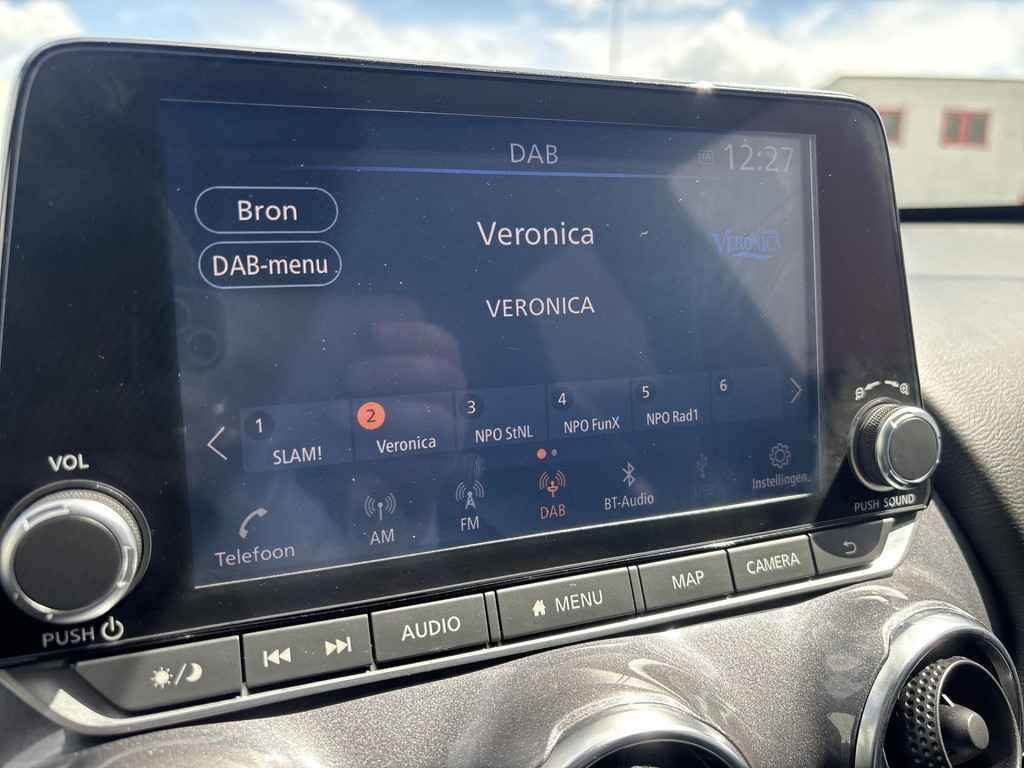 DAB
TA 12:27
Bron
Veronica
VERONICA
DAB-menu
VERONICA
1 2 3 4 5 6
SLAM! Veronica NPO StNL NPO FunX NPO Rad1
Telefoon AM FM DAB BT-Audio Instellingen
VOL
PUSH
PUSH SOUND
AUDIO MENU MAP CAMERA